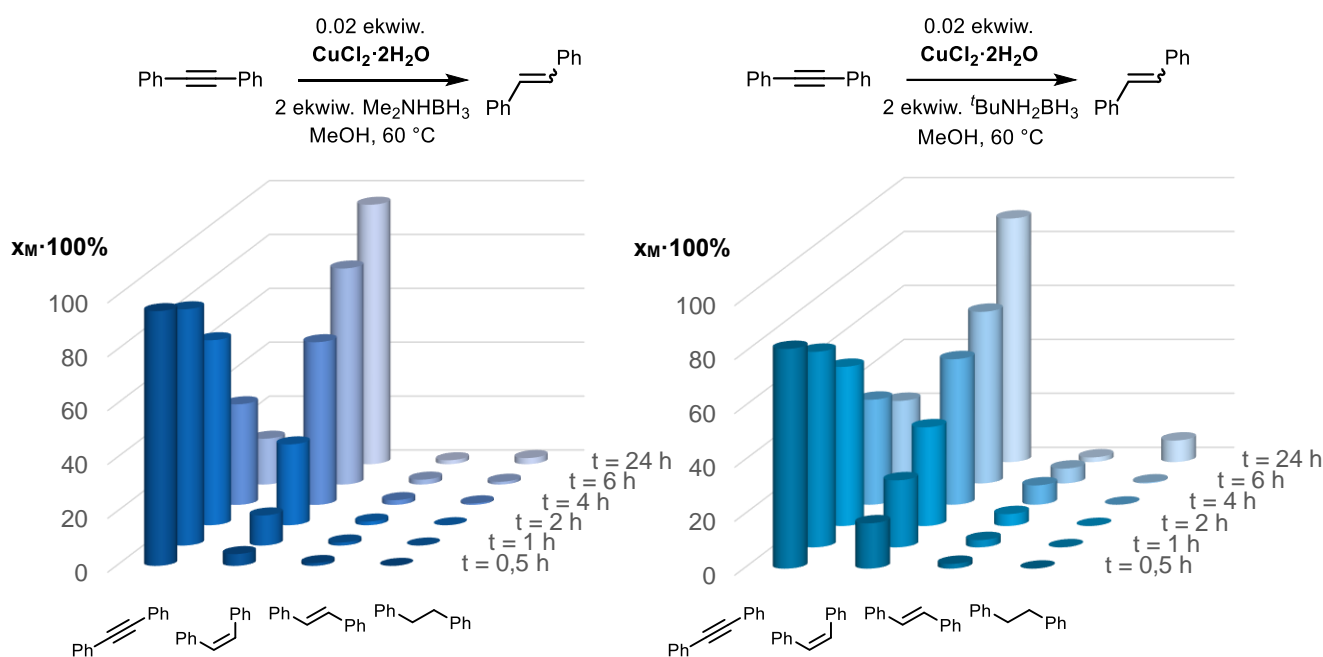 0.02 ekwiw.
CuCl₂·2H₂O
Ph
Ph
2 ekwiw. Me₂NHBH₃
MeOH, 60 °C
Ph
Ph
0.02 ekwiw.
CuCl₂·2H₂O
Ph
Ph
2 ekwiw. ᵗBuNH₂BH₃
MeOH, 60 °C
Ph
Ph
xM·100%
100
80
60
40
20
0
t = 24 h
t = 6 h
t = 4 h
t = 2 h
t = 1 h
t = 0,5 h
Ph
Ph
Ph
Ph
Ph
Ph
Ph
Ph
xM·100%
100
80
60
40
20
0
t = 24 h
t = 6 h
t = 4 h
t = 2 h
t = 1 h
t = 0,5 h
Ph
Ph
Ph
Ph
Ph
Ph
Ph
Ph